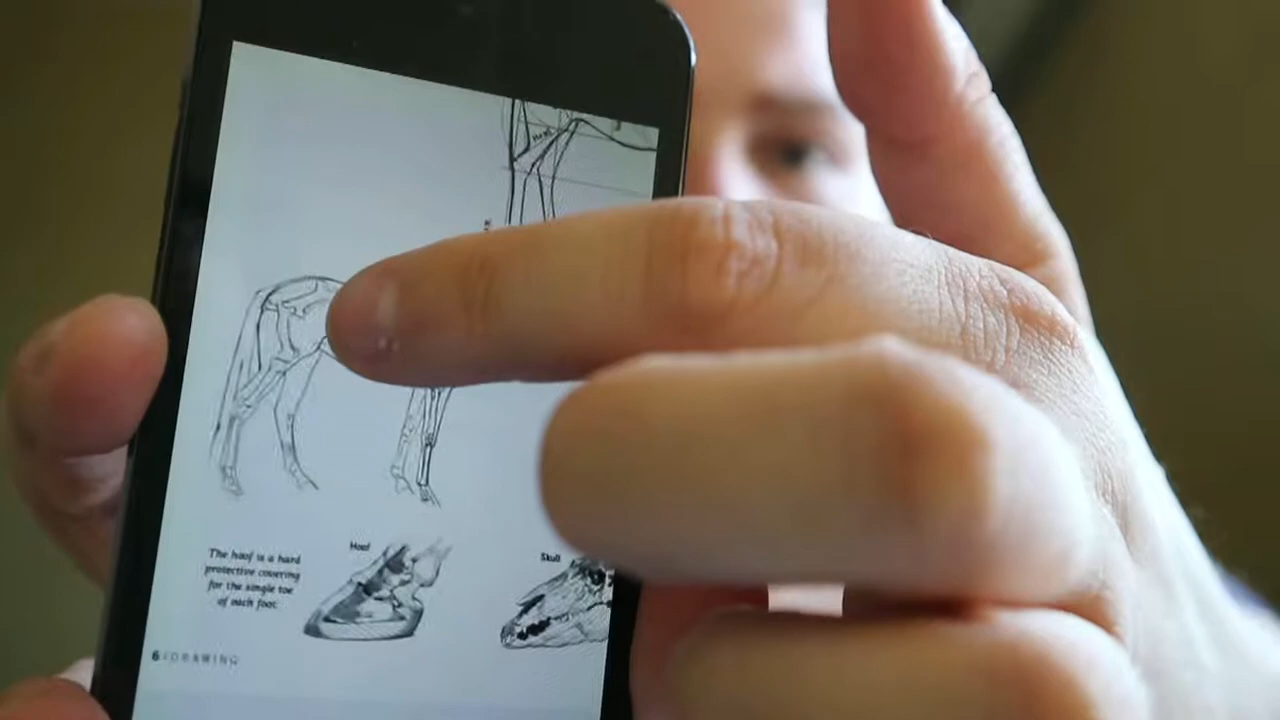 Hoof
Skull
The hoof is a hard
protective covering
for the single toe
of each foot.
6/DRAWING